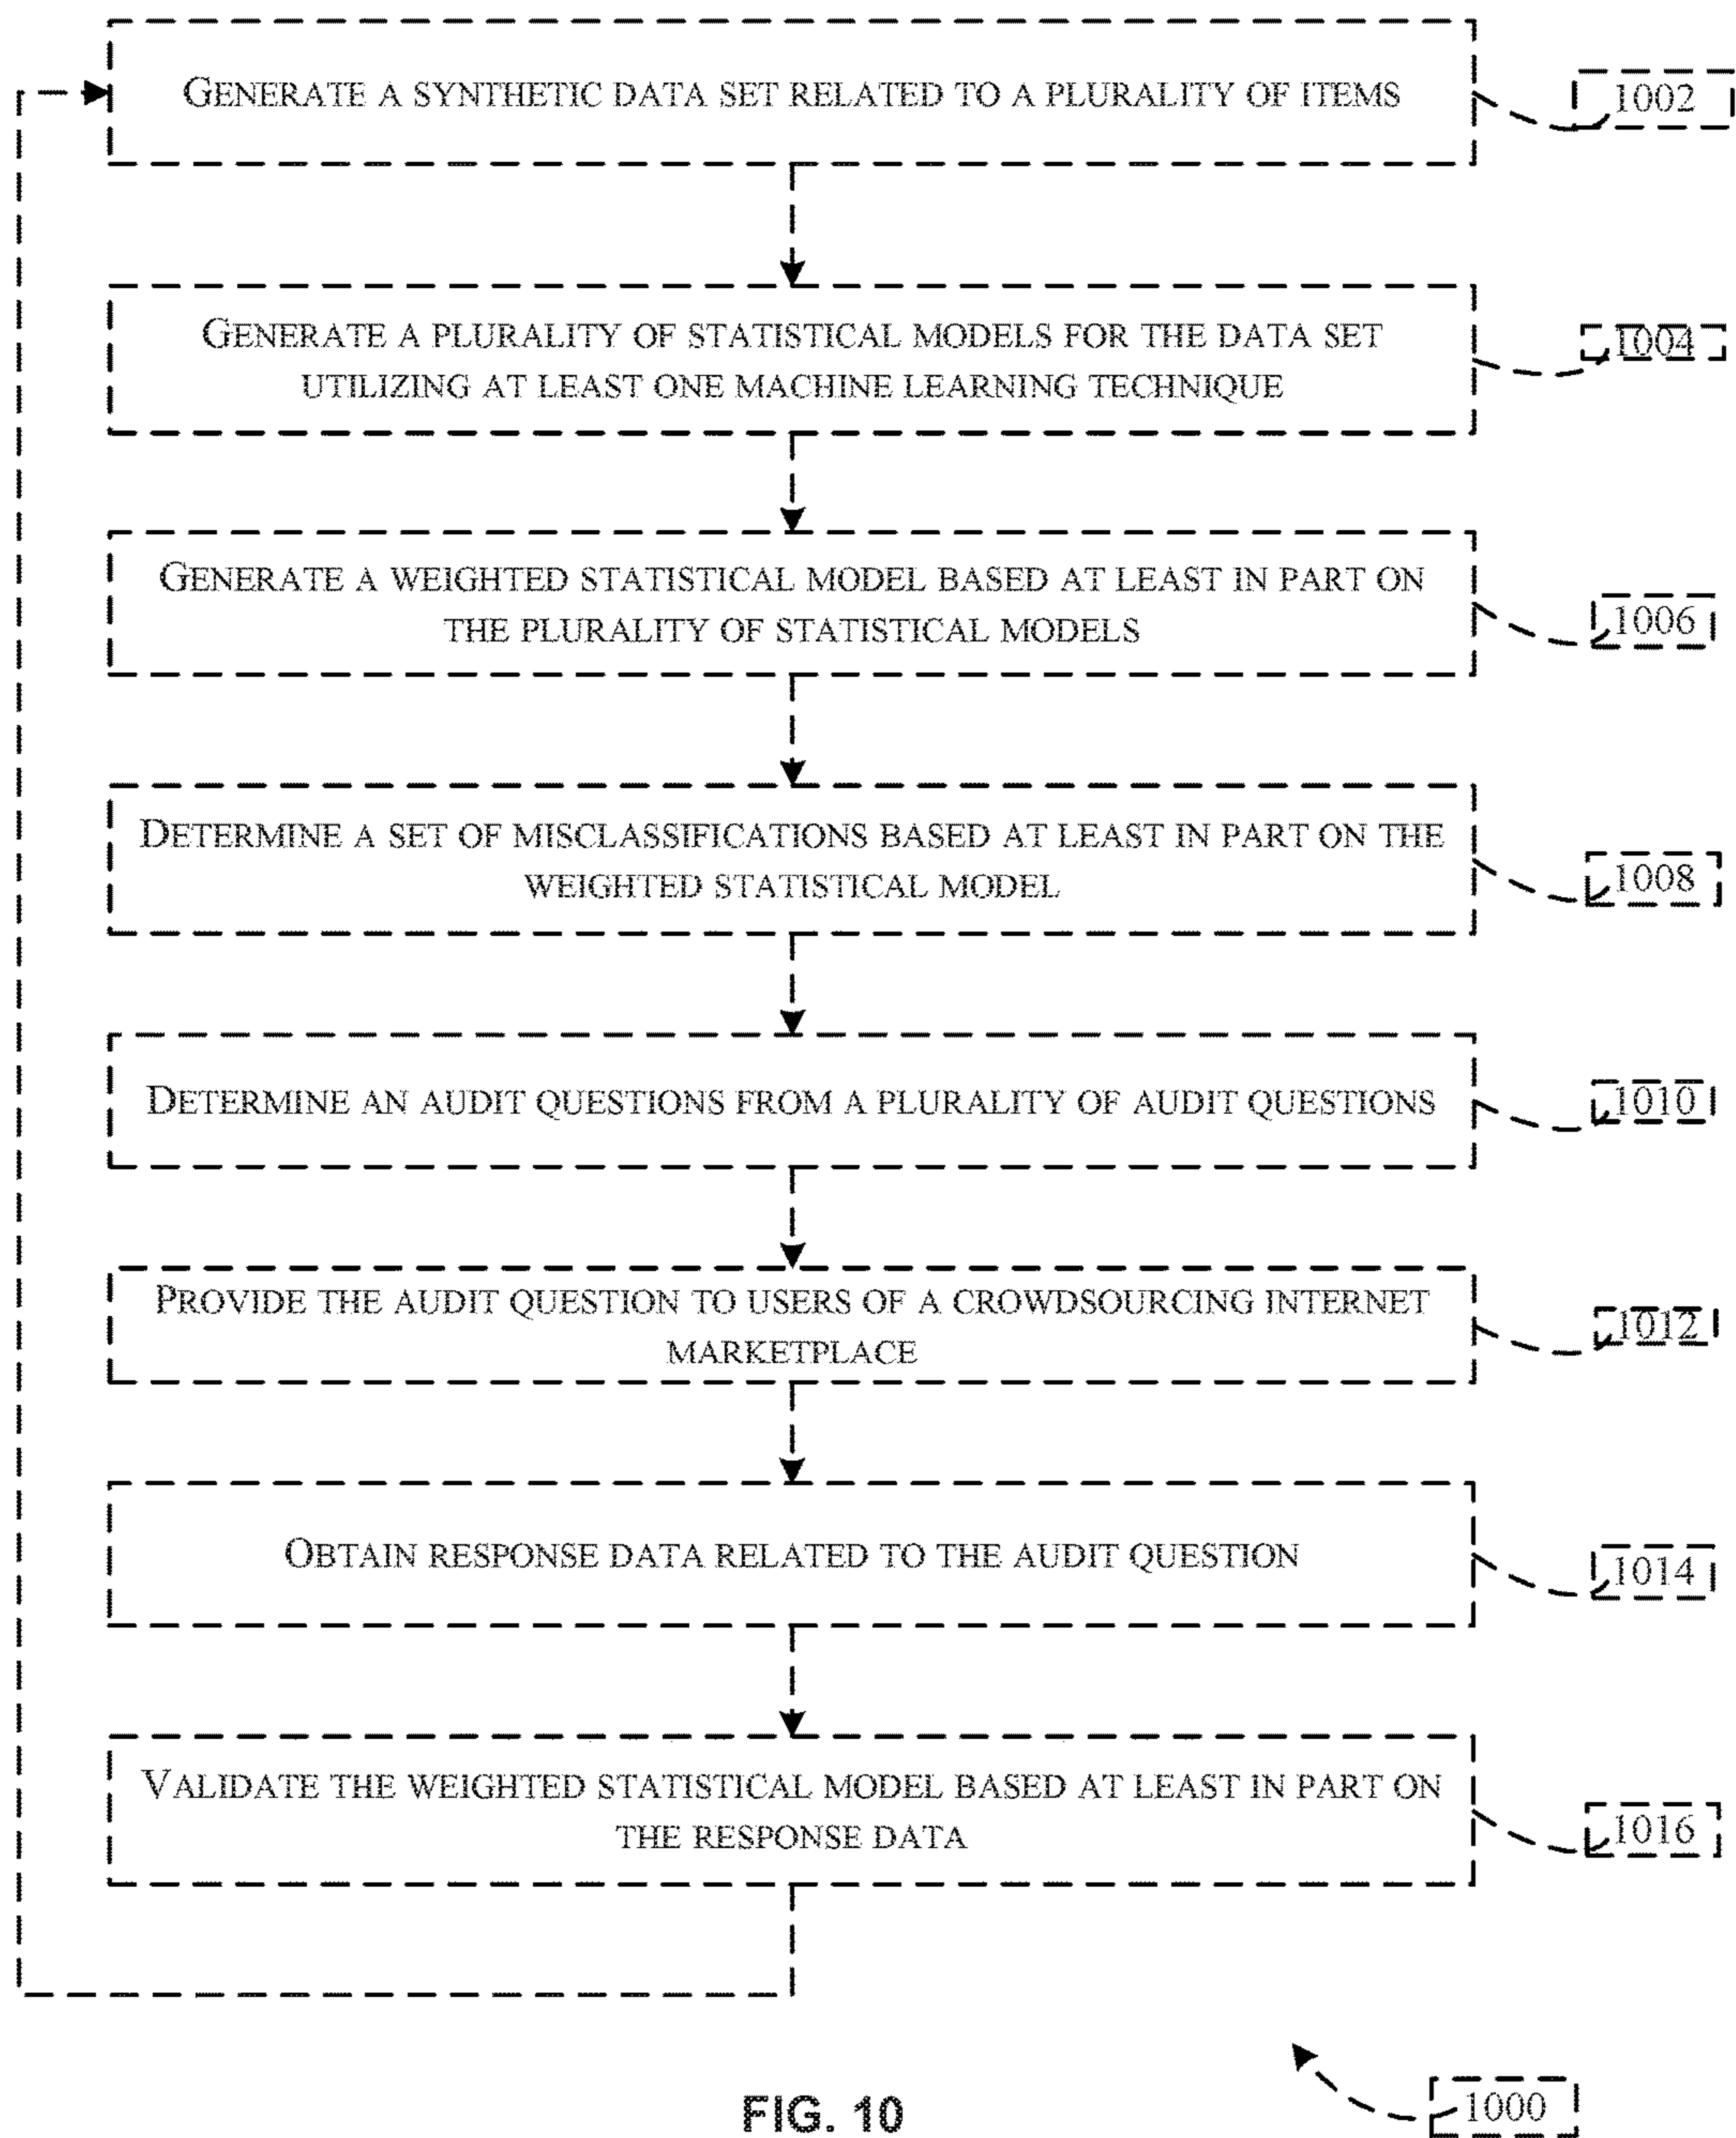 GENERATE A SYNTHETIC DATA SET RELATED TO A PLURALITY OF ITEMS
1002
GENERATE A PLURALITY OF STATISTICAL MODELS FOR THE DATA SET
UTILIZING AT LEAST ONE MACHINE LEARNING TECHNIQUE
1004
GENERATE A WEIGHTED STATISTICAL MODEL BASED AT LEAST IN PART ON
THE PLURALITY OF STATISTICAL MODELS
1006
DETERMINE A SET OF MISCLASSIFICATIONS BASED AT LEAST IN PART ON THE
WEIGHTED STATISTICAL MODEL
1008
DETERMINE AN AUDIT QUESTIONS FROM A PLURALITY OF AUDIT QUESTIONS
1010
PROVIDE THE AUDIT QUESTION TO USERS OF A CROWDSOURCING INTERNET
MARKETPLACE
1012
OBTAIN RESPONSE DATA RELATED TO THE AUDIT QUESTION
1014
VALIDATE THE WEIGHTED STATISTICAL MODEL BASED AT LEAST IN PART ON
THE RESPONSE DATA
1016
FIG. 10
1000